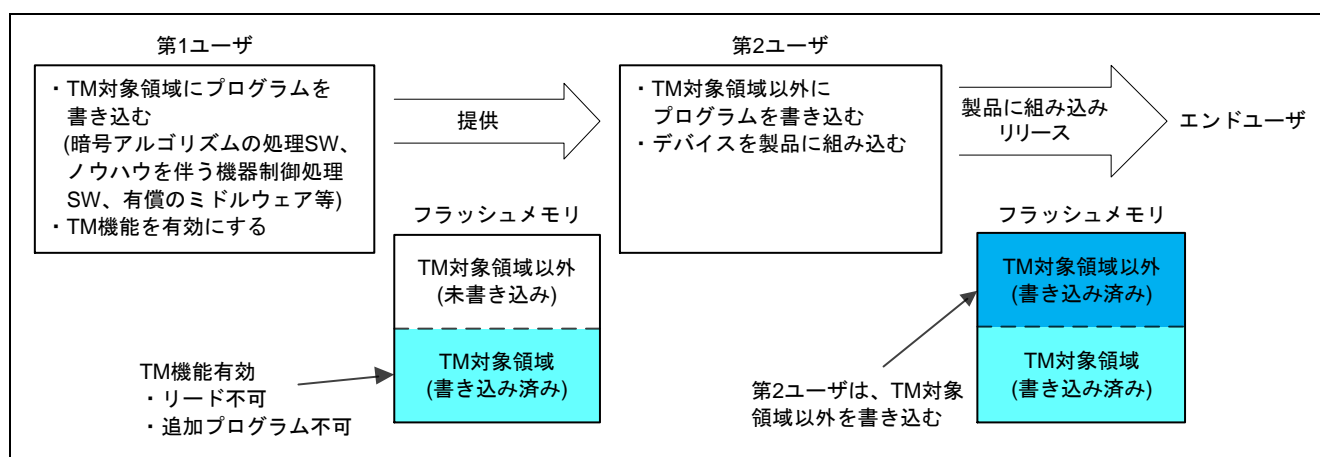 第1ユーザ
・TM対象領域にプログラムを
書き込む
(暗号アルゴリズムの処理SW、
ノウハウを伴う機器制御処理
SW、有償のミドルウェア等)
・TM機能を有効にする
提供
フラッシュメモリ
TM対象領域以外
(未書き込み)
TM対象領域
(書き込み済み)
TM機能有効
・リード不可
・追加プログラム不可
第2ユーザ
・TM対象領域以外に
プログラムを書き込む
・デバイスを製品に組み込む
製品に組み込み
リリース
エンドユーザ
フラッシュメモリ
TM対象領域以外
(書き込み済み)
TM対象領域
(書き込み済み)
第2ユーザは、TM対象
領域以外を書き込む